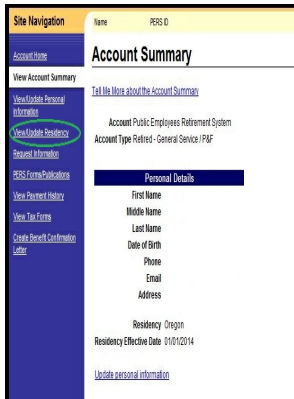 Site Navigation
Account Home
View Account Summary
View/Update Personal
Information
View/Update Residency
Request Information
PERS Forms/Publications
View Payment History
View Tax Forms
Create Benefit Confirmation
Letter
Name PERS ID
Account Summary
Tell Me More about the Account Summary
Account Public Employees Retirement System
Account Type Retired - General Service / P&F
Personal Details
First Name
Middle Name
Last Name
Date of Birth
Phone
Email
Address
Residency Oregon
Residency Effective Date 01/01/2014
Update personal information